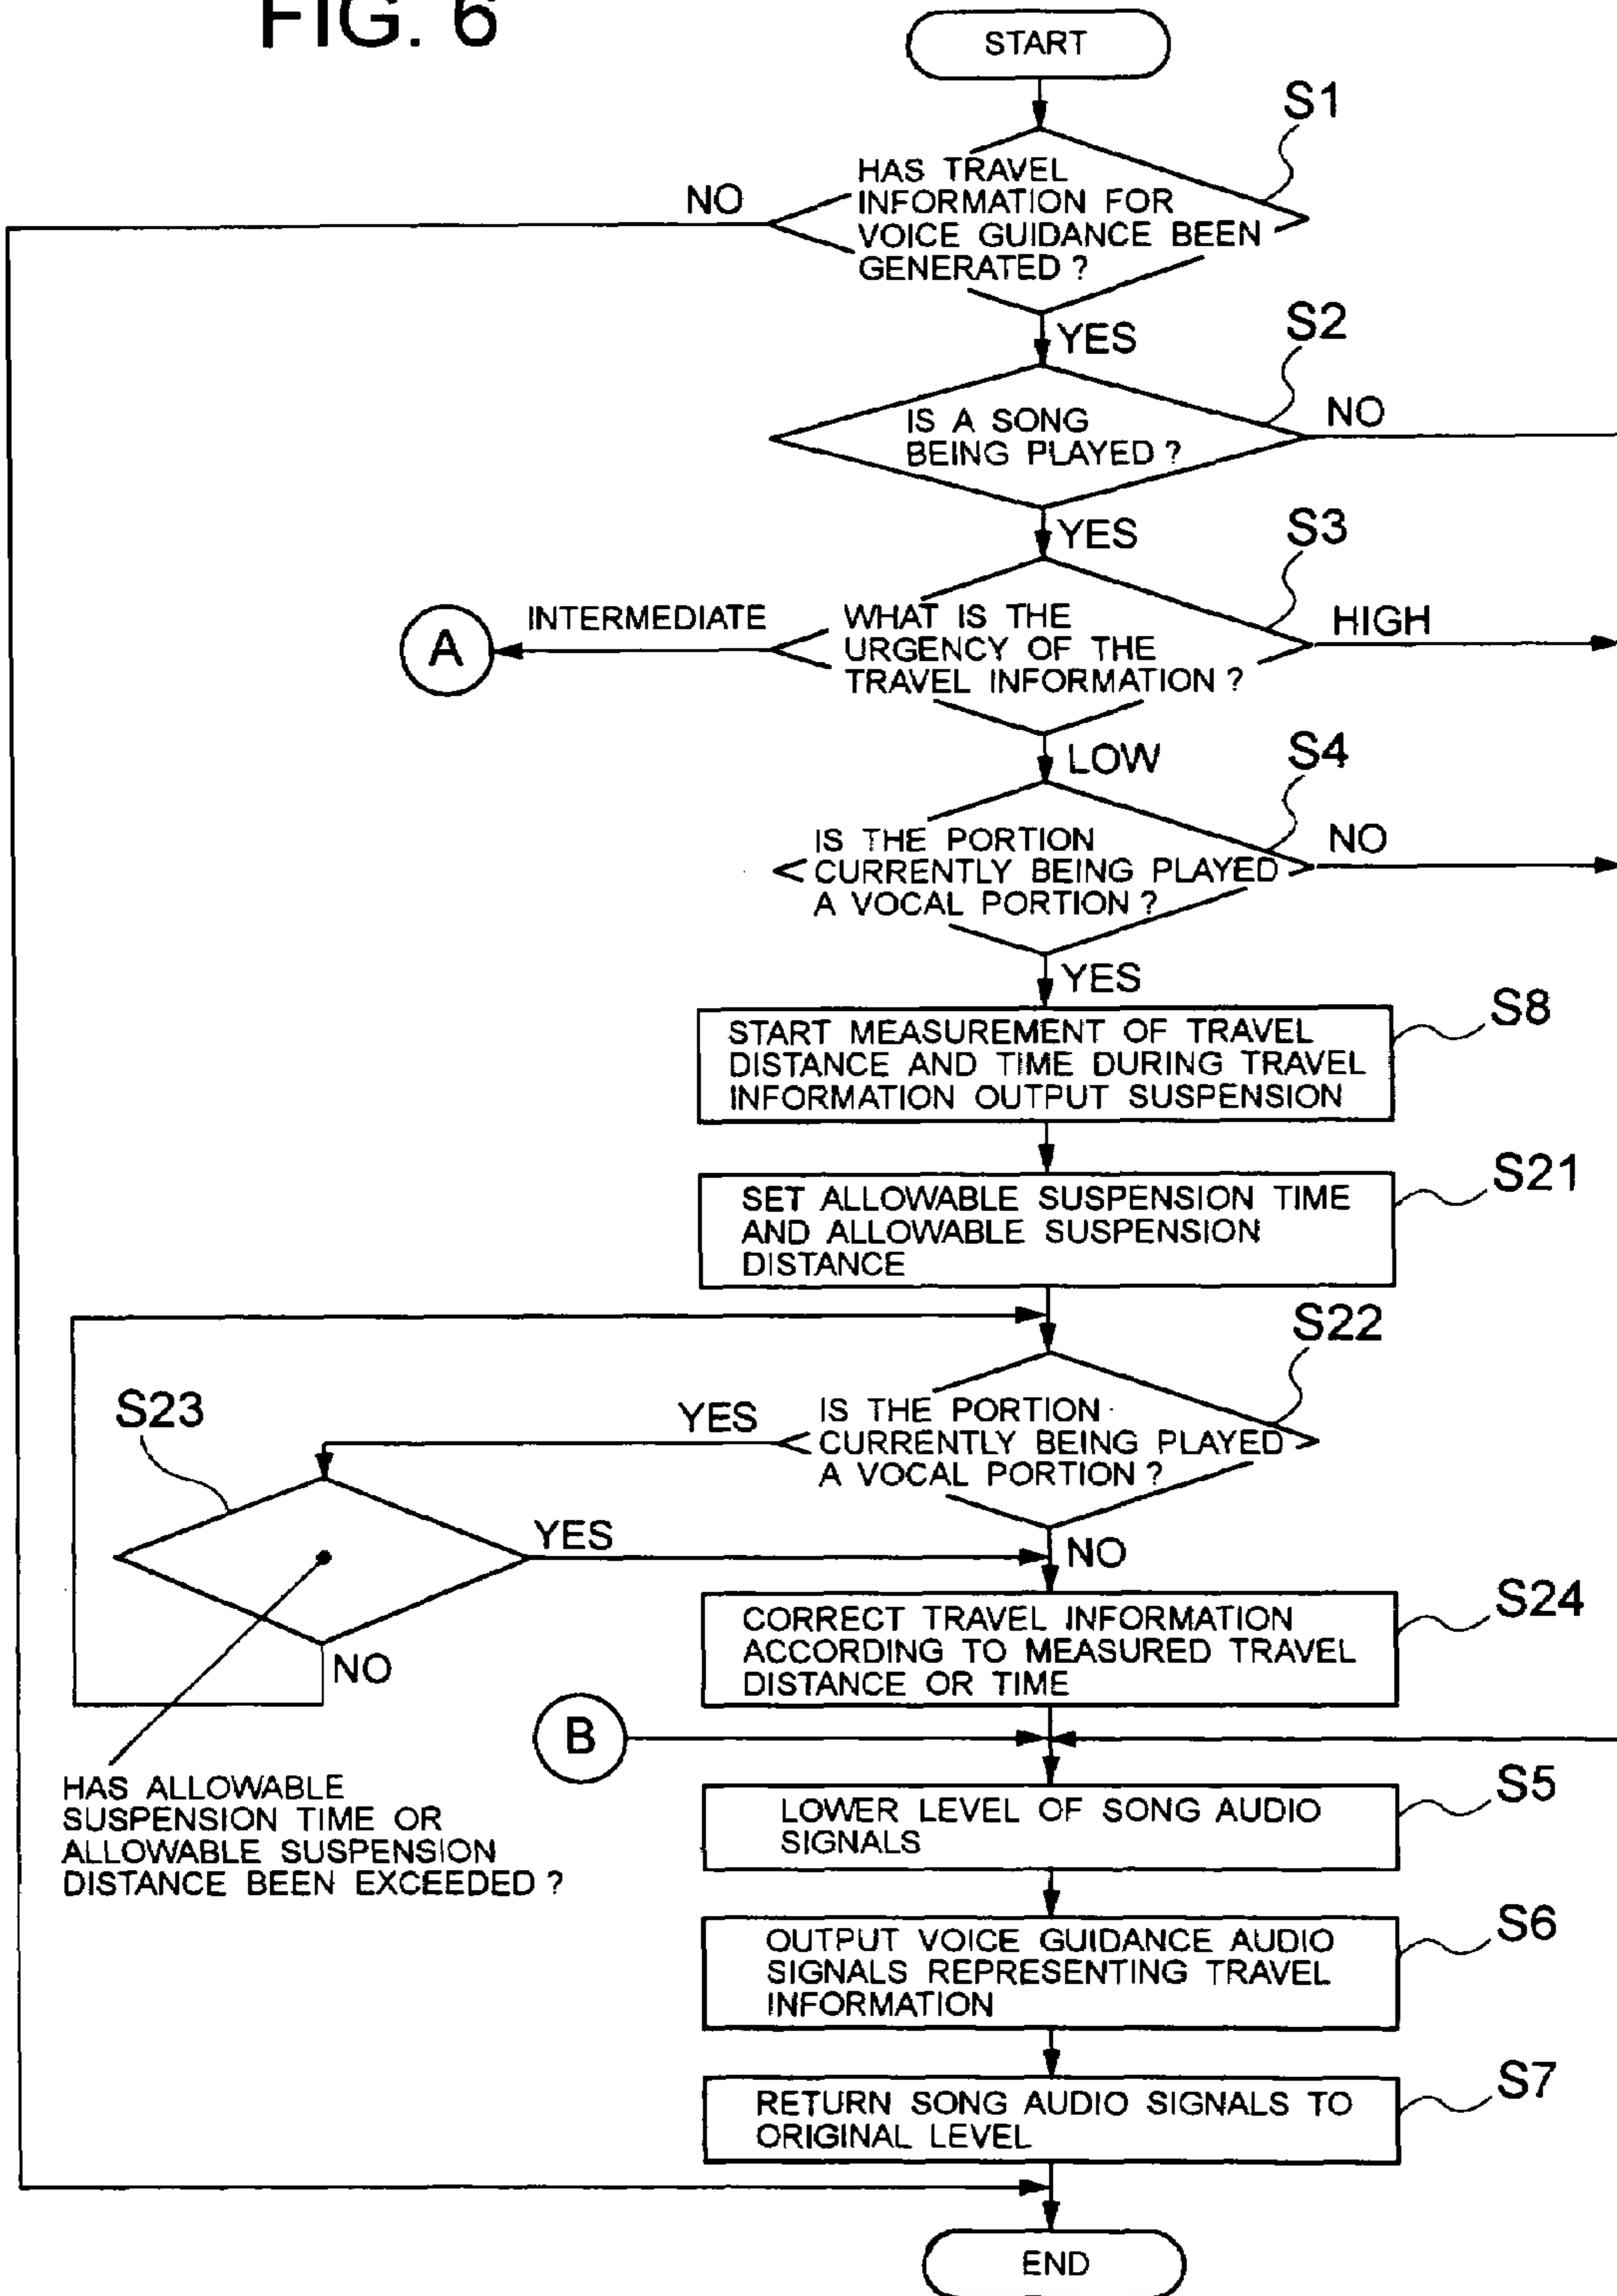 FIG. 6
START
S1
HAS TRAVEL
INFORMATION FOR
VOICE GUIDANCE BEEN
GENERATED ?
NO
YES
S2
IS A SONG
BEING PLAYED ?
NO
YES
S3
WHAT IS THE
URGENCY OF THE
TRAVEL INFORMATION ?
INTERMEDIATE
A
HIGH
LOW
S4
IS THE PORTION
CURRENTLY BEING PLAYED
A VOCAL PORTION ?
NO
YES
S8
START MEASUREMENT OF TRAVEL
DISTANCE AND TIME DURING TRAVEL
INFORMATION OUTPUT SUSPENSION
S21
SET ALLOWABLE SUSPENSION TIME
AND ALLOWABLE SUSPENSION
DISTANCE
S22
IS THE PORTION
CURRENTLY BEING PLAYED
A VOCAL PORTION ?
YES
S23
YES
NO
NO
HAS ALLOWABLE
SUSPENSION TIME OR
ALLOWABLE SUSPENSION
DISTANCE BEEN EXCEEDED ?
S24
CORRECT TRAVEL INFORMATION
ACCORDING TO MEASURED TRAVEL
DISTANCE OR TIME
B
S5
LOWER LEVEL OF SONG AUDIO
SIGNALS
S6
OUTPUT VOICE GUIDANCE AUDIO
SIGNALS REPRESENTING TRAVEL
INFORMATION
S7
RETURN SONG AUDIO SIGNALS TO
ORIGINAL LEVEL
END